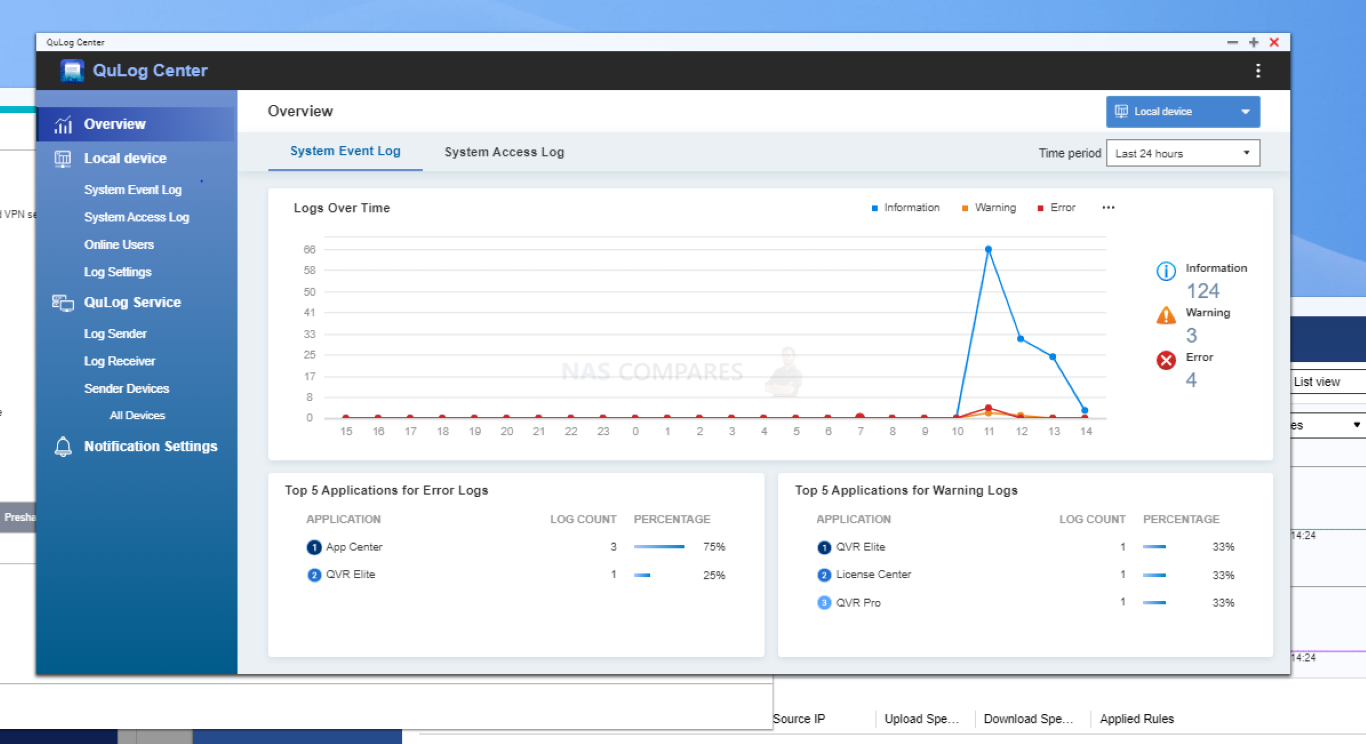 QuLog Center
QuLog Center
Overview
Local device
System Event Log
System Access Log
Online Users
Log Settings
QuLog Service
Log Sender
Log Receiver
Sender Devices
All Devices
Notification Settings
Overview
Local device
System Event Log System Access Log
Time period Last 24 hours
Logs Over Time
Information Warning Error
66
58
50
41
33
25
17
8
0
15 16 17 18 19 20 21 22 23 0 1 2 3 4 5 6 7 8 9 10 11 12 13 14
NAS COMPARES
Information
124
Warning
3
Error
4
Top 5 Applications for Error Logs
APPLICATION LOG COUNT PERCENTAGE
1 App Center 3 75%
2 QVR Elite 1 25%
Top 5 Applications for Warning Logs
APPLICATION LOG COUNT PERCENTAGE
1 QVR Elite 1 33%
2 License Center 1 33%
3 QVR Pro 1 33%
VPN se
Presha
List view
es
14:24
14:24
Source IP Upload Spe... Download Spe... Applied Rules